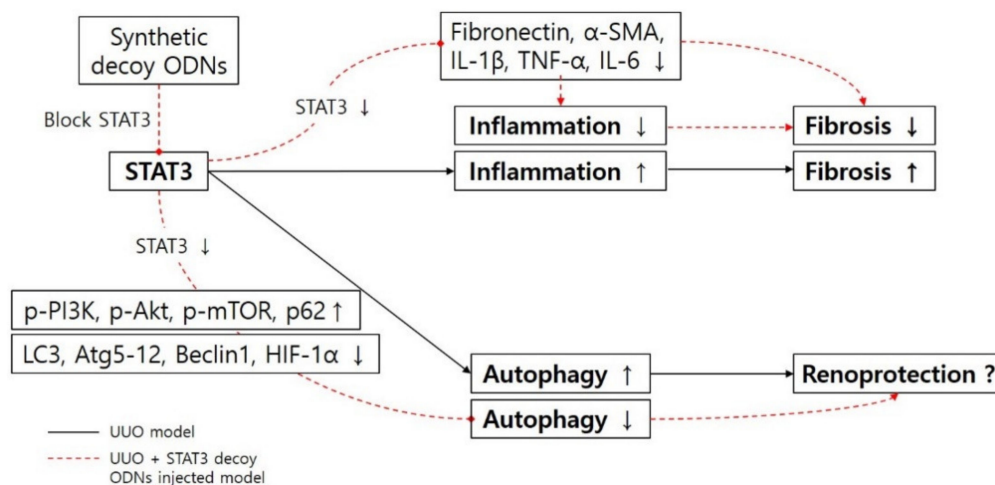 Synthetic
decoy ODNs
Fibronectin, α-SMA,
IL-1β, TNF-α, IL-6 ↓
Block STAT3
STAT3 ↓
Inflammation ↓
Fibrosis ↓
STAT3
Inflammation ↑
Fibrosis ↑
STAT3 ↓
p-PI3K, p-Akt, p-mTOR, p62 ↑
LC3, Atg5-12, Beclin1, HIF-1α ↓
Autophagy ↑
Renoprotection ?
Autophagy ↓
UUO model
UUO + STAT3 decoy
ODNs injected model